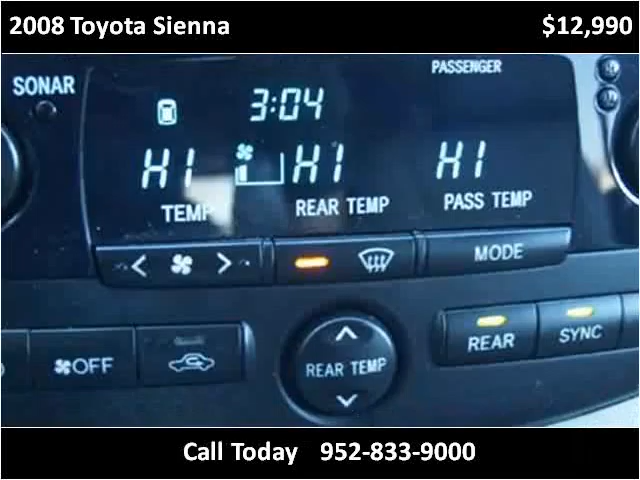 2008 Toyota Sienna $12,990
SONAR PASSENGER
3:04
HI HI HI
TEMP REAR TEMP PASS TEMP
< > MODE
OFF REAR TEMP REAR SYNC
Call Today 952-833-9000